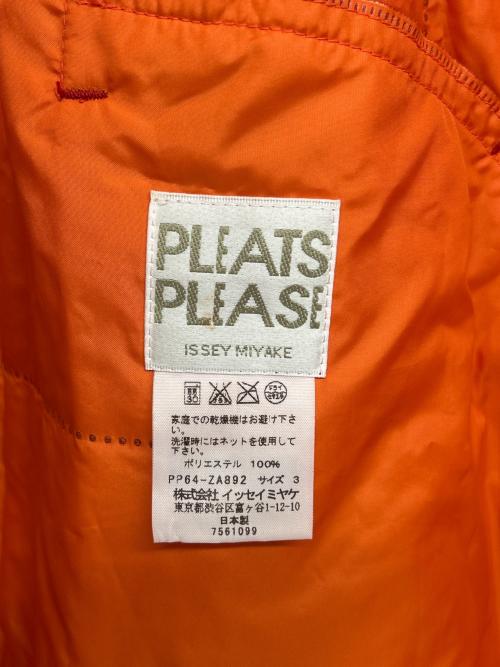 PLEATS
PLEASE
ISSEY MIYAKE
家庭での乾燥機はお避け下さ
い。
洗濯時にはネットを使用して
下さい。
ポリエステル 100%
PP64-ZA892 サイズ 3
株式会社 イッセイミヤケ
東京都渋谷区富ヶ谷1-12-10
日本製
7561099